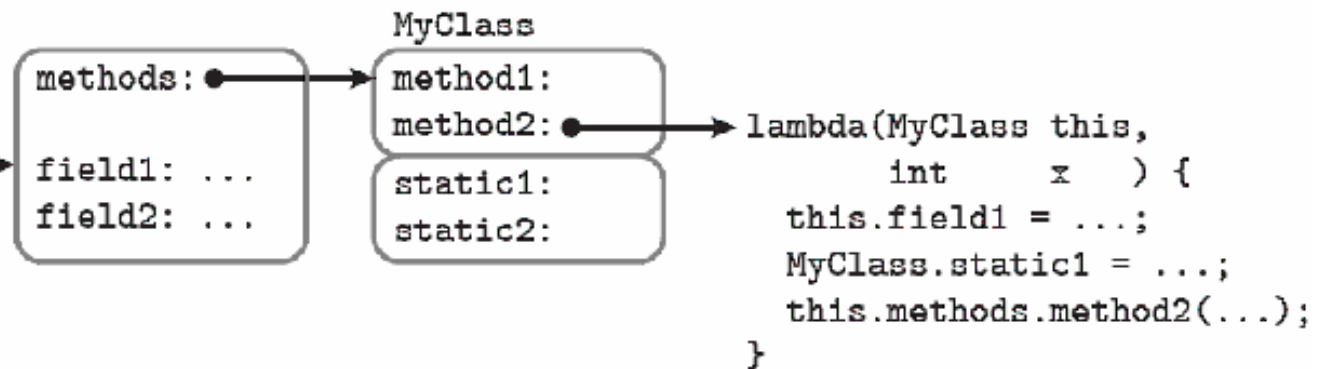 MyClass
methods:
field1: ...
field2: ...
method1:
method2:
static1:
static2:
lambda(MyClass this,
int x ) {
this.field1 = ...;
MyClass.static1 = ...;
this.methods.method2(...);
}